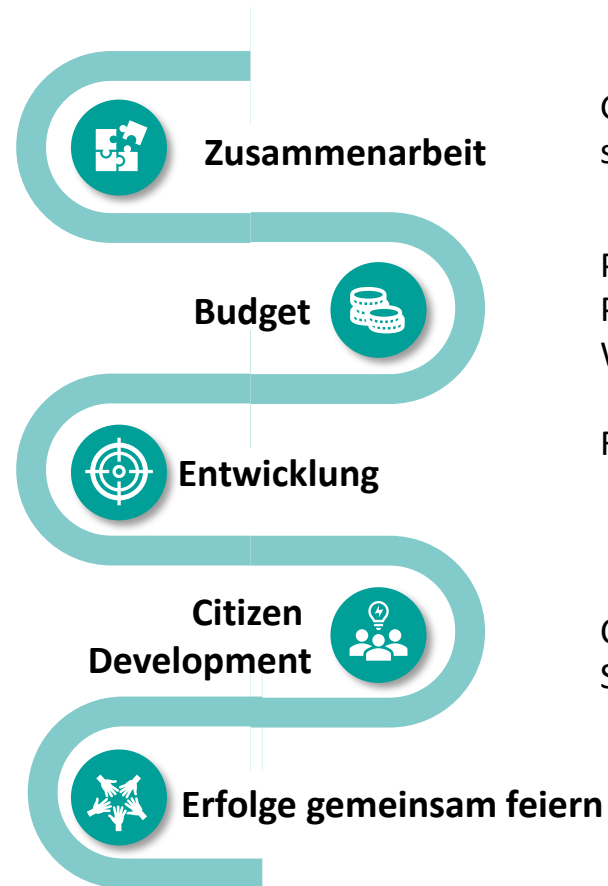 Zusammenarbeit
Budget
Entwicklung
Citizen
Development
Erfolge gemeinsam feiern